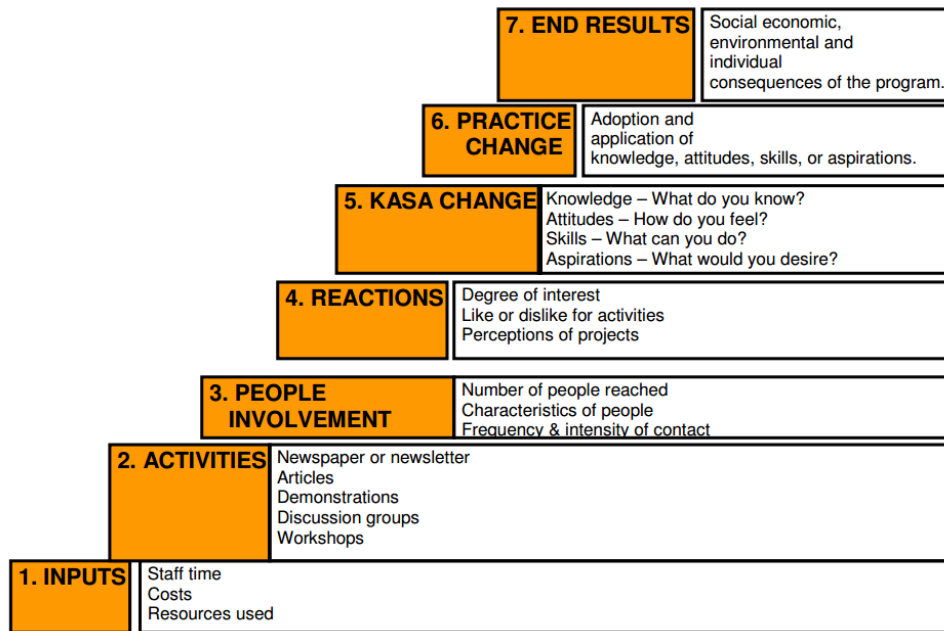 7. END RESULTS
Social economic,
environmental and
individual
consequences of the program.
6. PRACTICE
CHANGE
Adoption and
application of
knowledge, attitudes, skills, or aspirations.
5. KASA CHANGE
Knowledge – What do you know?
Attitudes – How do you feel?
Skills – What can you do?
Aspirations – What would you desire?
4. REACTIONS
Degree of interest
Like or dislike for activities
Perceptions of projects
3. PEOPLE
INVOLVEMENT
Number of people reached
Characteristics of people
Frequency & intensity of contact
2. ACTIVITIES
Newspaper or newsletter
Articles
Demonstrations
Discussion groups
Workshops
1. INPUTS
Staff time
Costs
Resources used